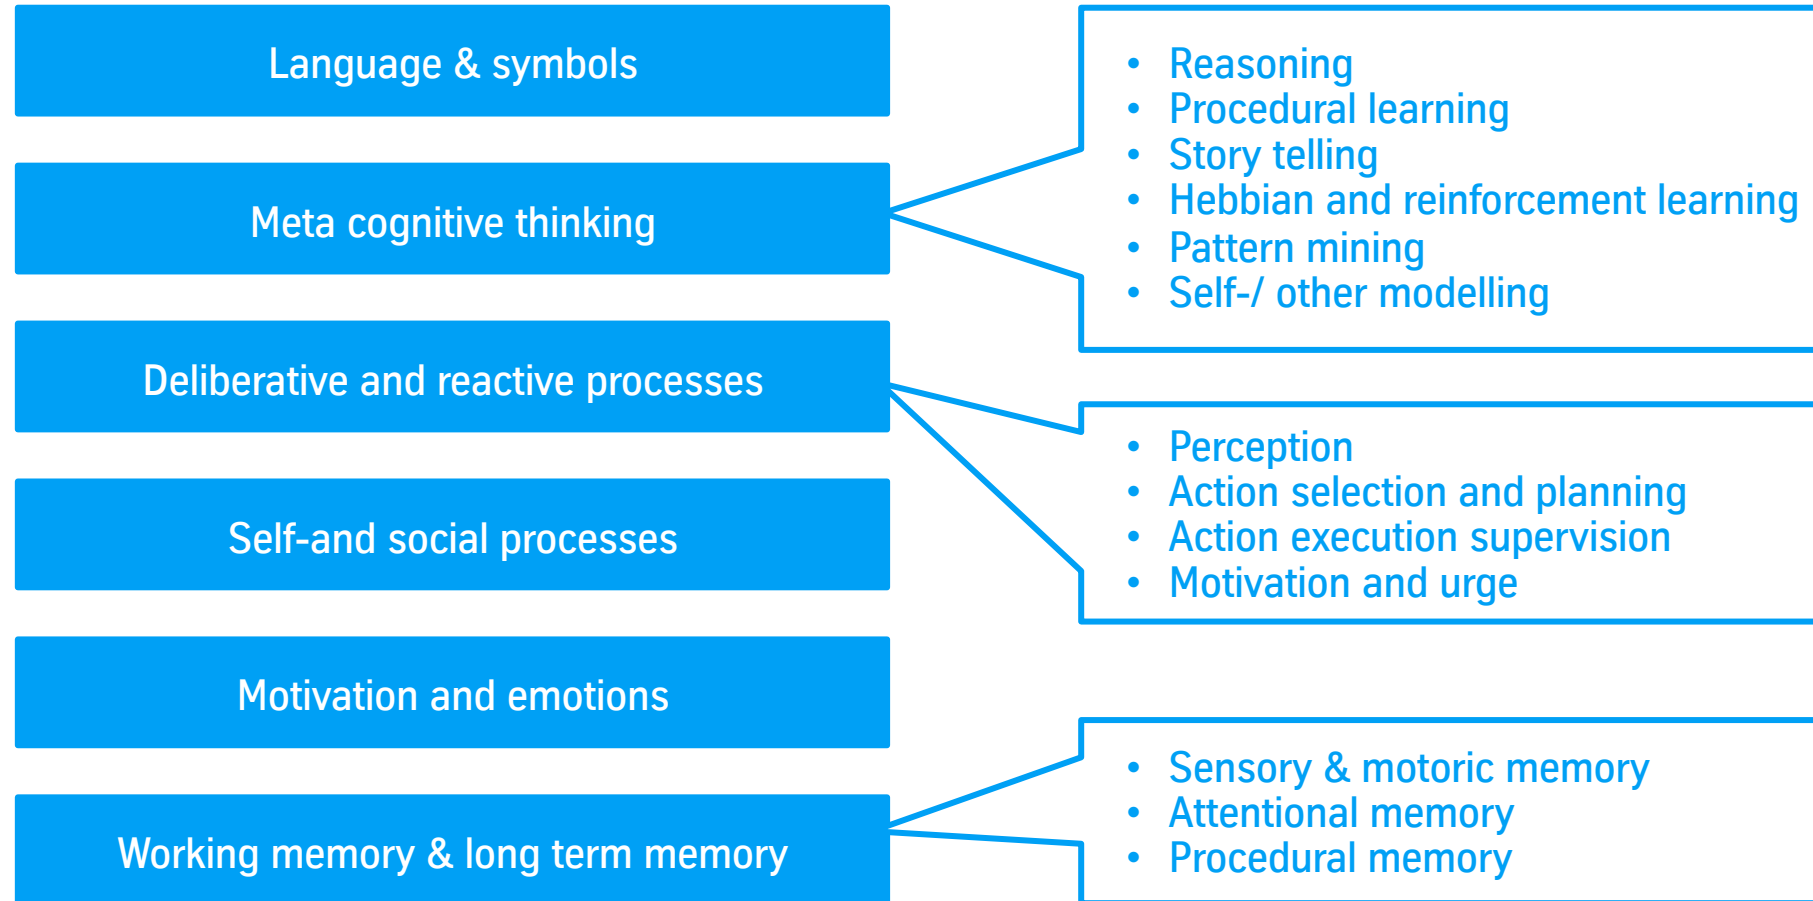 Language & symbols
Meta cognitive thinking
Deliberative and reactive processes
Self-and social processes
Motivation and emotions
Working memory & long term memory
• Reasoning
• Procedural learning
• Story telling
• Hebbian and reinforcement learning
• Pattern mining
• Self-/ other modelling
• Perception
• Action selection and planning
• Action execution supervision
• Motivation and urge
• Sensory & motoric memory
• Attentional memory
• Procedural memory